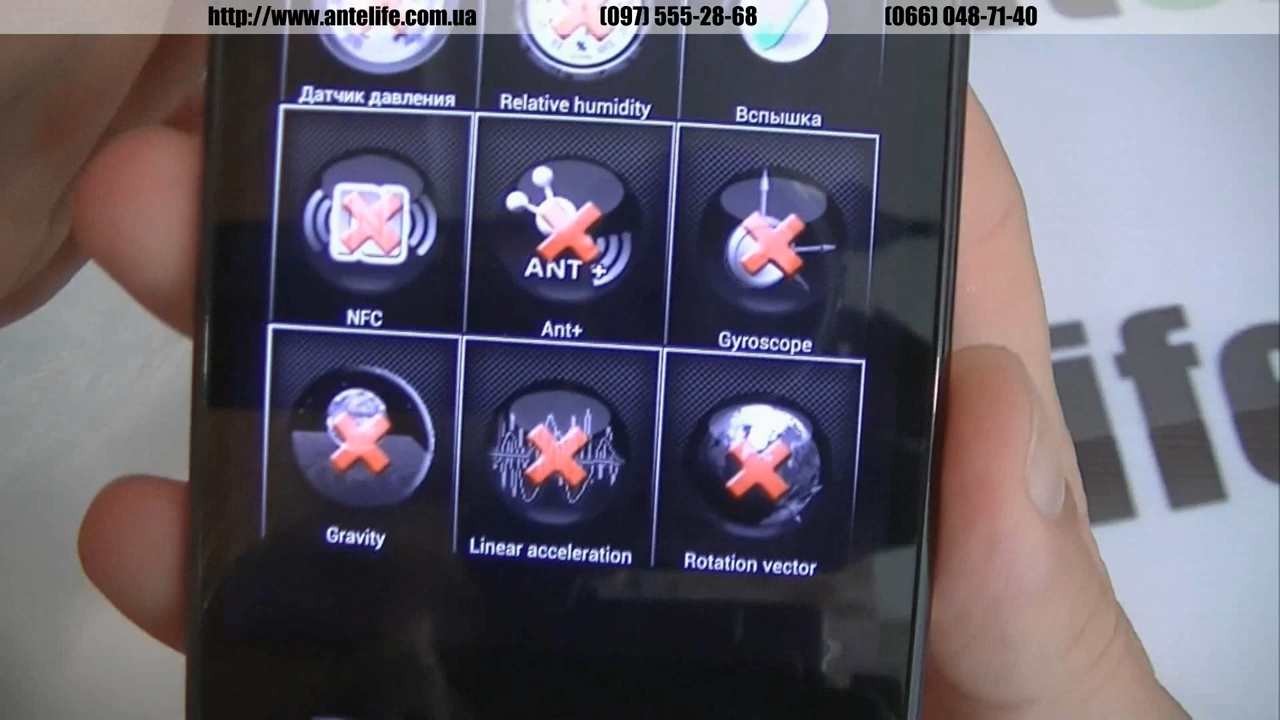 http://www.antelife.com.ua (097) 555-28-68 (066) 048-71-40
Датчик давления Relative humidity Вспышка
ANT +
NFC Ant+ Gyroscope
Gravity Linear acceleration Rotation vector
ife